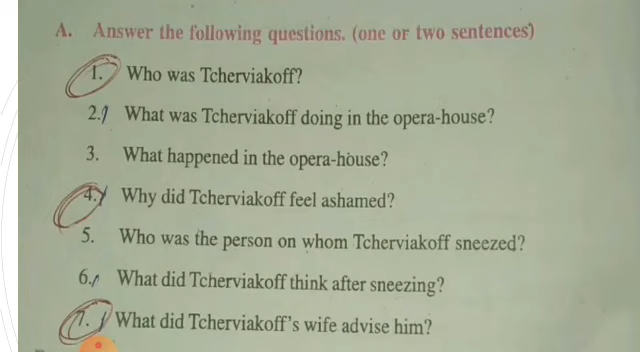 A. Answer the following questions. (one or two sentences)
1. Who was Tcherviakoff?
2. What was Tcherviakoff doing in the opera-house?
3. What happened in the opera-house?
4. Why did Tcherviakoff feel ashamed?
5. Who was the person on whom Tcherviakoff sneezed?
6. What did Tcherviakoff think after sneezing?
7. What did Tcherviakoff's wife advise him?